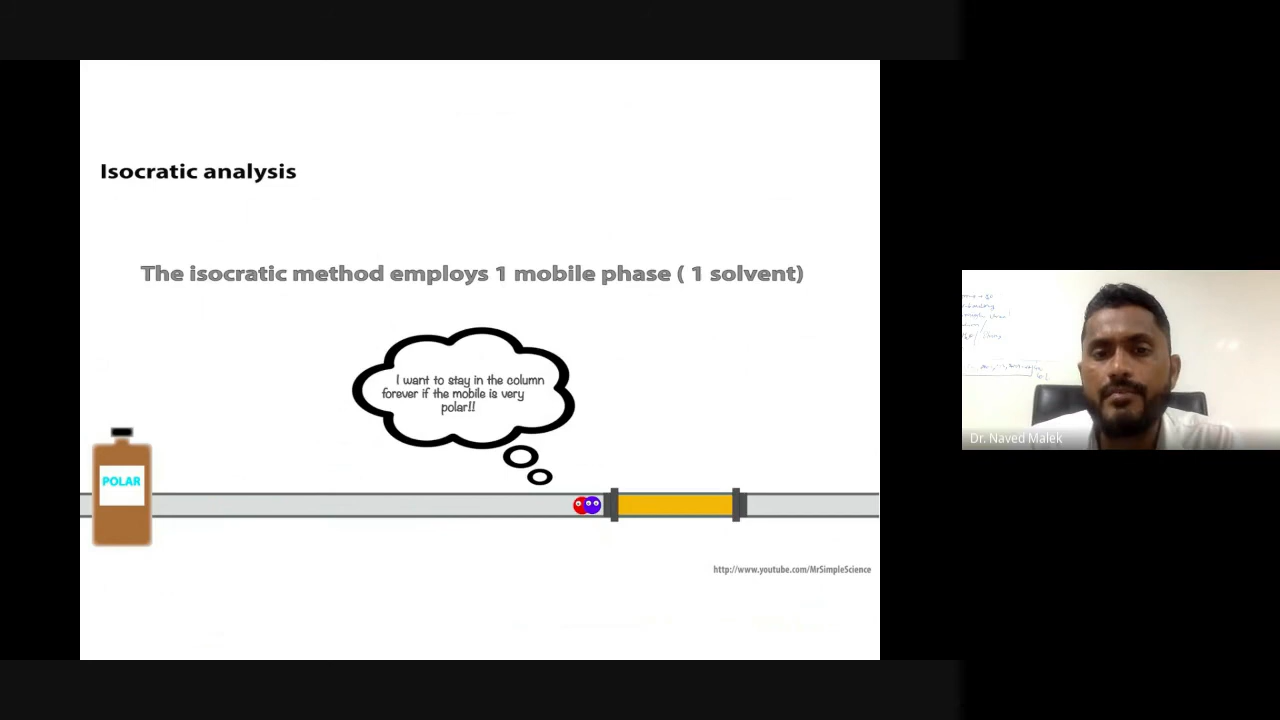 Isocratic analysis
The isocratic method employs 1 mobile phase ( 1 solvent)
I want to stay in the column
forever if the mobile is very
polar!!
POLAR
http://www.youtube.com/MrSimpleScience
Dr. Naved Malek